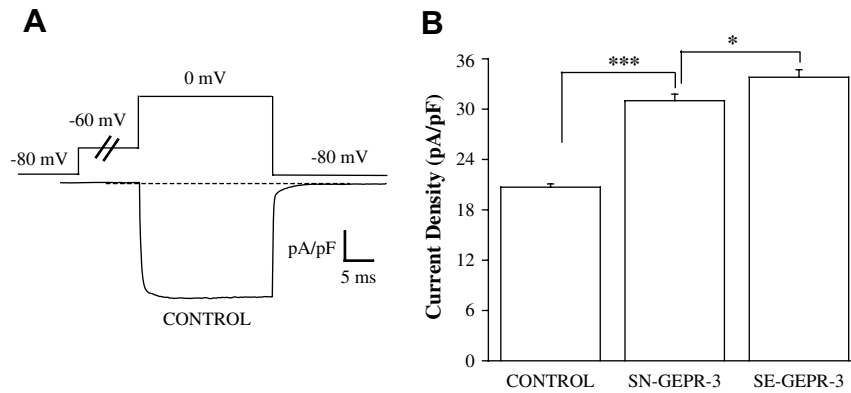 A
0 mV
-60 mV
-80 mV
-80 mV
pA/pF
5 ms
CONTROL
B
Current Density (pA/pF)
36
30
24
18
12
6
0
***
*
CONTROL
SN-GEPR-3
SE-GEPR-3